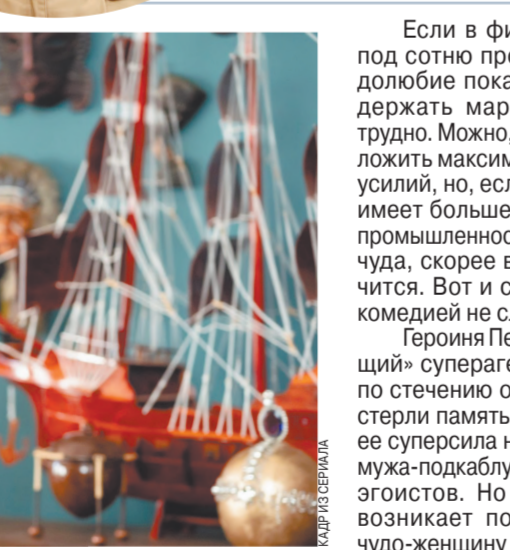 Если в фи
под сотню про
долюбие пока
держать мар
трудно. Можно,
ложить максим
усилий, но, есл
имеет больше
промышленнос
чуда, скорее в
чится. Вот и с
комедией не сл
Героиня Пе
щий» суперaге
по стечению о
стерли память
ее суперсила н
мужа-подкаблу
эгоистов. Но
возникает по
чудо-женщину
КАДР ИЗ СЕРИАЛА